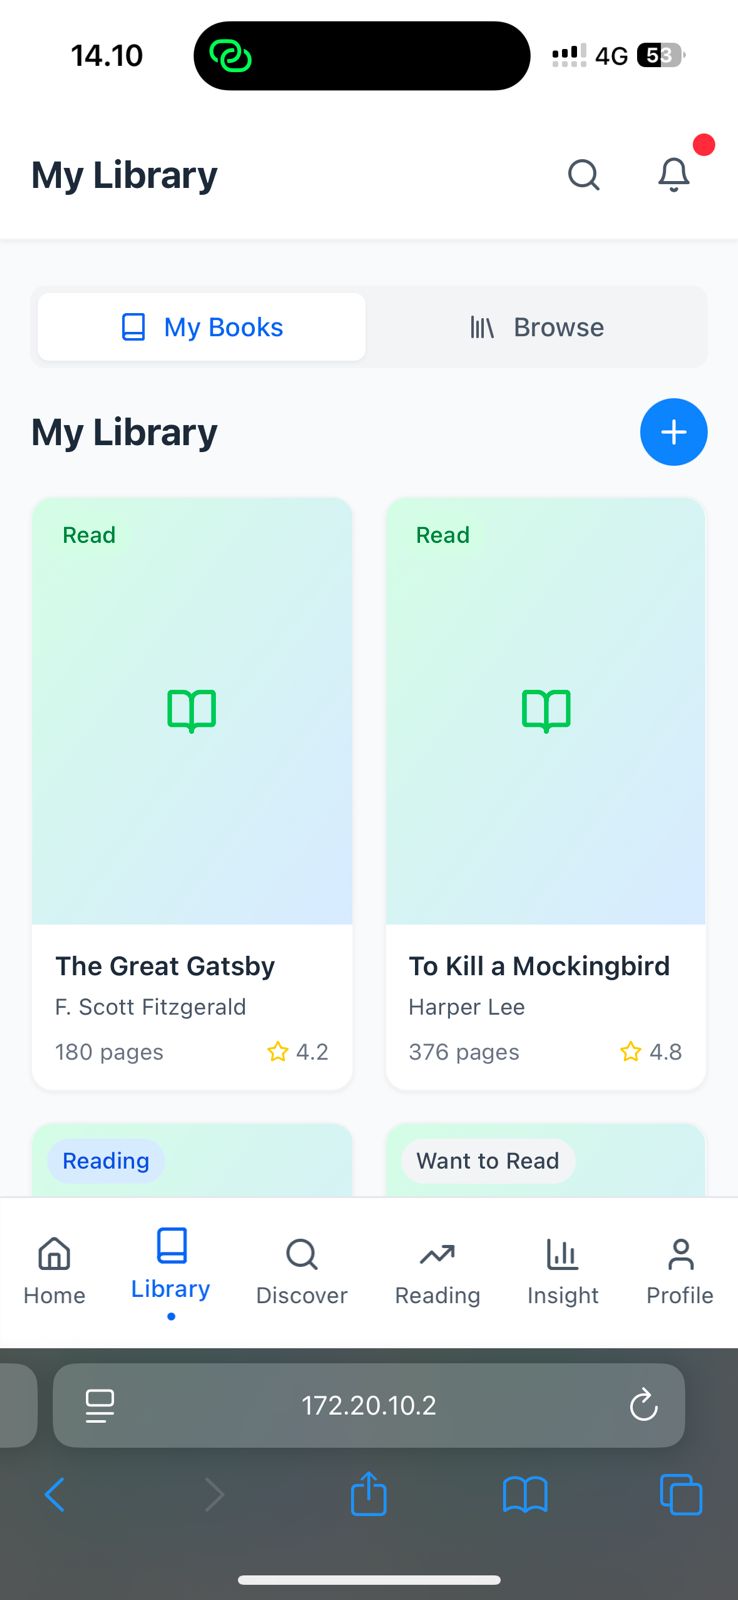 14.10
4G 53
My Library
My Books
Browse
My Library
Read
Read
The Great Gatsby
F. Scott Fitzgerald
180 pages
4.2
To Kill a Mockingbird
Harper Lee
376 pages
4.8
Reading
Want to Read
Home
Library
Discover
Reading
Insight
Profile
172.20.10.2